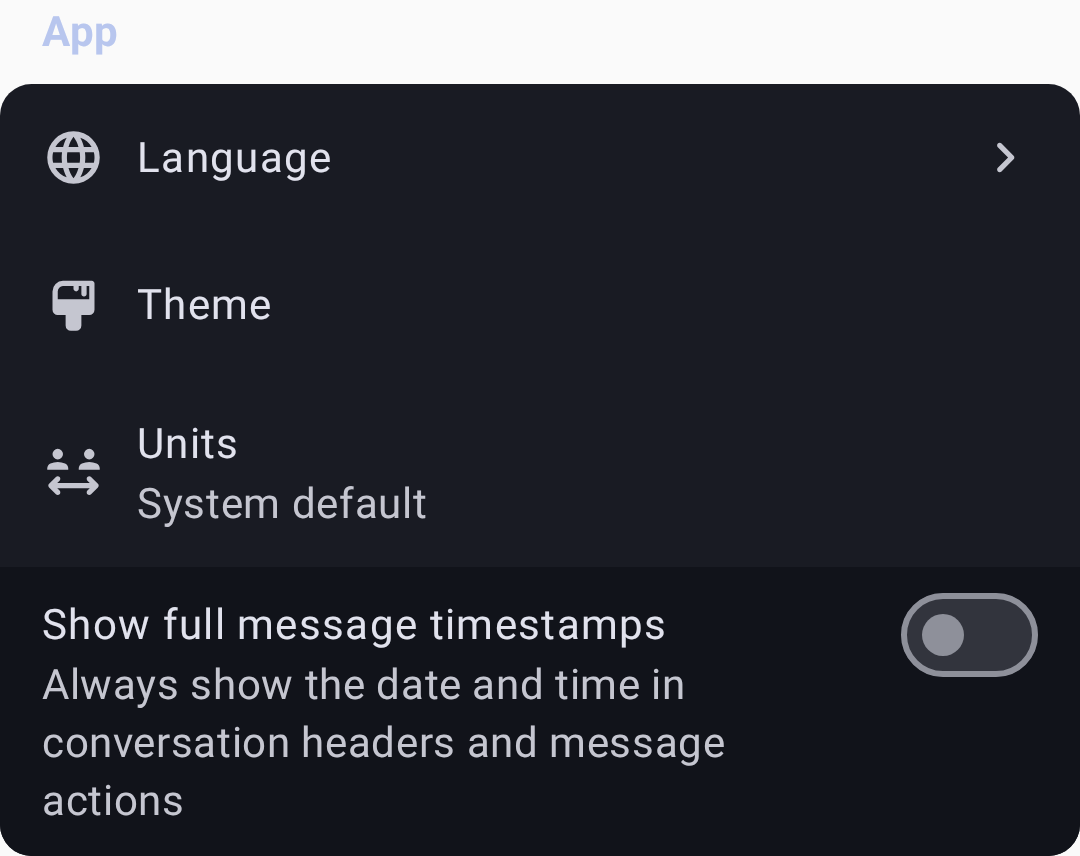 App
Language
Theme
Units
System default
Show full message timestamps
Always show the date and time in
conversation headers and message
actions